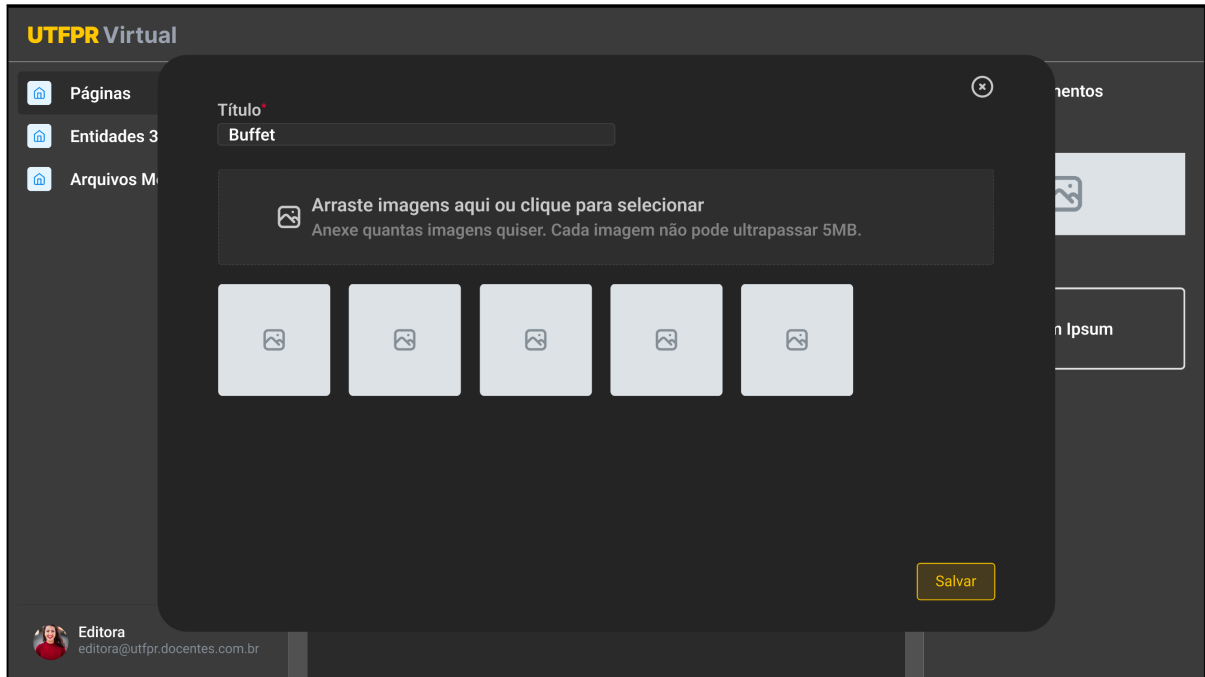 UTFPR Virtual
Páginas
Entidades 3
Arquivos M
Título*
Buffet
Arraste imagens aqui ou clique para selecionar
Anexe quantas imagens quiser. Cada imagem não pode ultrapassar 5MB.
Salvar
mentos
m Ipsum
Editora
editora@utfpr.docentes.com.br